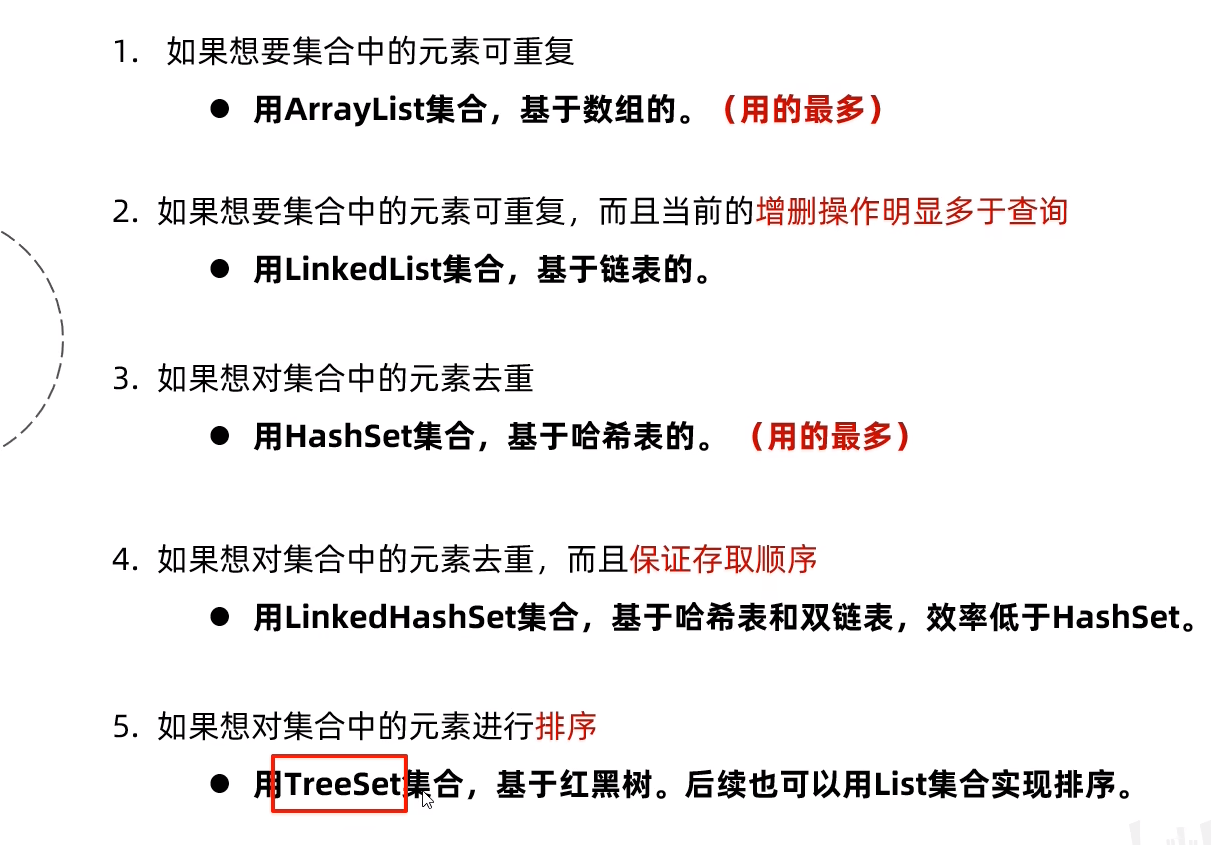 1. 如果想要集合中的元素可重复
● 用ArrayList集合，基于数组的。（用的最多）
2. 如果想要集合中的元素可重复，而且当前的增删操作明显多于查询
● 用LinkedList集合，基于链表的。
3. 如果想对集合中的元素去重
● 用HashSet集合，基于哈希表的。（用的最多）
4. 如果想对集合中的元素去重，而且保证存取顺序
● 用LinkedHashSet集合，基于哈希表和双链表，效率低于HashSet。
5. 如果想对集合中的元素进行排序
● 用TreeSet集合，基于红黑树。后续也可以用List集合实现排序。